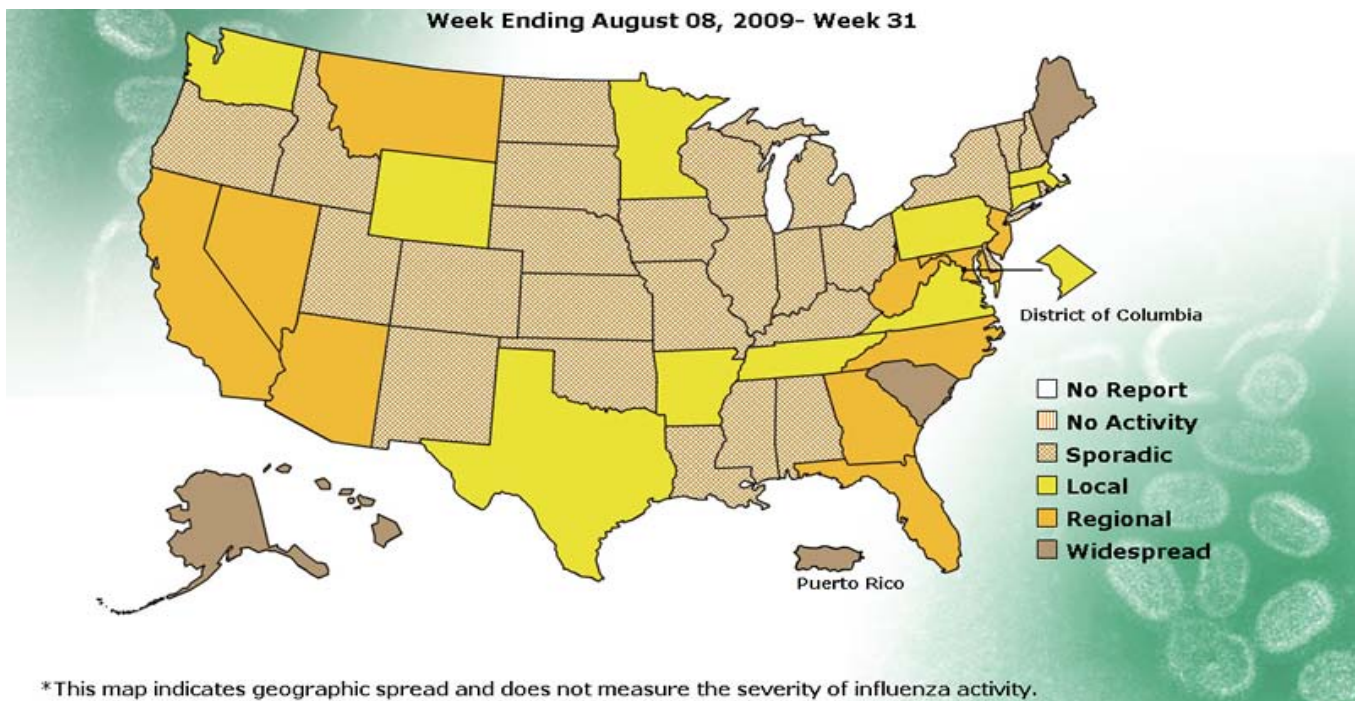 Week Ending August 08, 2009- Week 31
District of Columbia
No Report
No Activity
Sporadic
Local
Regional
Widespread
Puerto Rico
*This map indicates geographic spread and does not measure the severity of influenza activity.